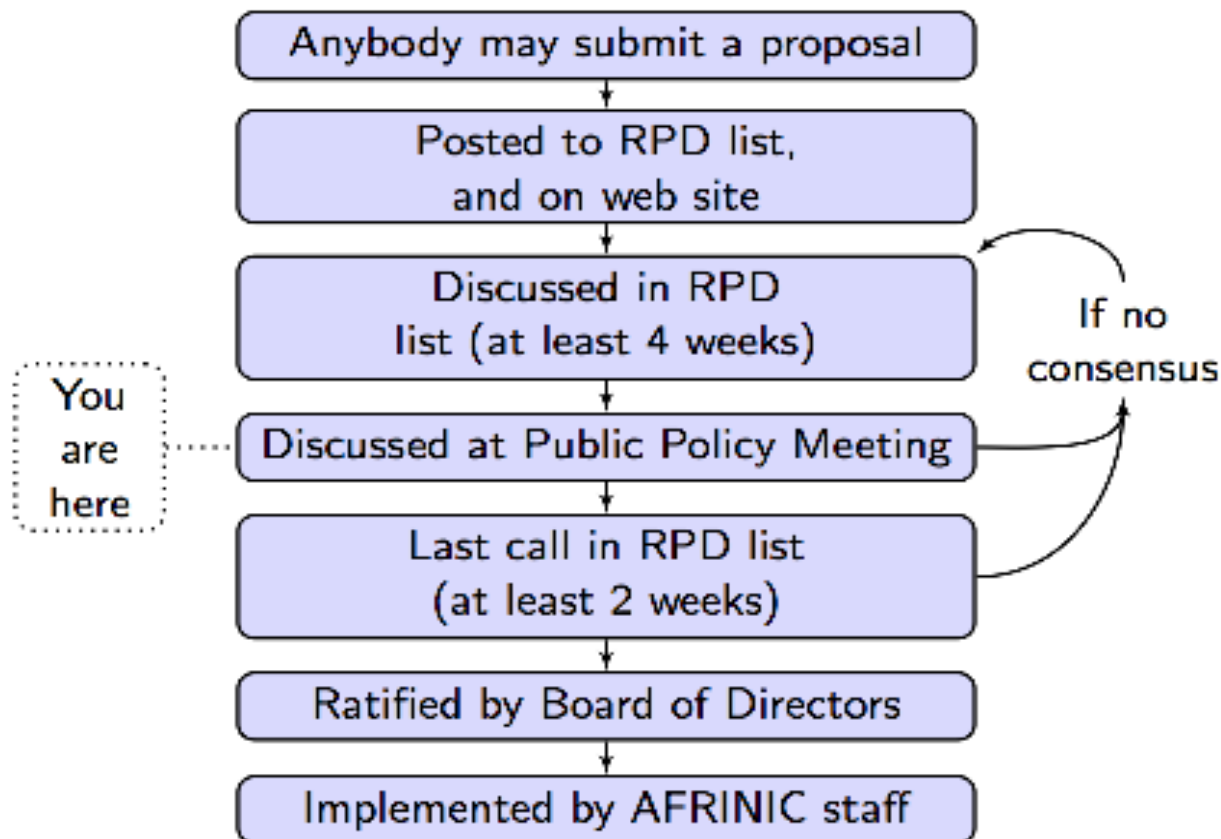 Anybody may submit a proposal
Posted to RPD list,
and on web site
Discussed in RPD
list (at least 4 weeks)
If no
consensus
You
are
here
Discussed at Public Policy Meeting
Last call in RPD list
(at least 2 weeks)
Ratified by Board of Directors
Implemented by AFRINIC staff